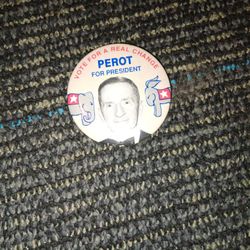 VOTE FOR A REAL CHANGE
PEROT
FOR PRESIDENT